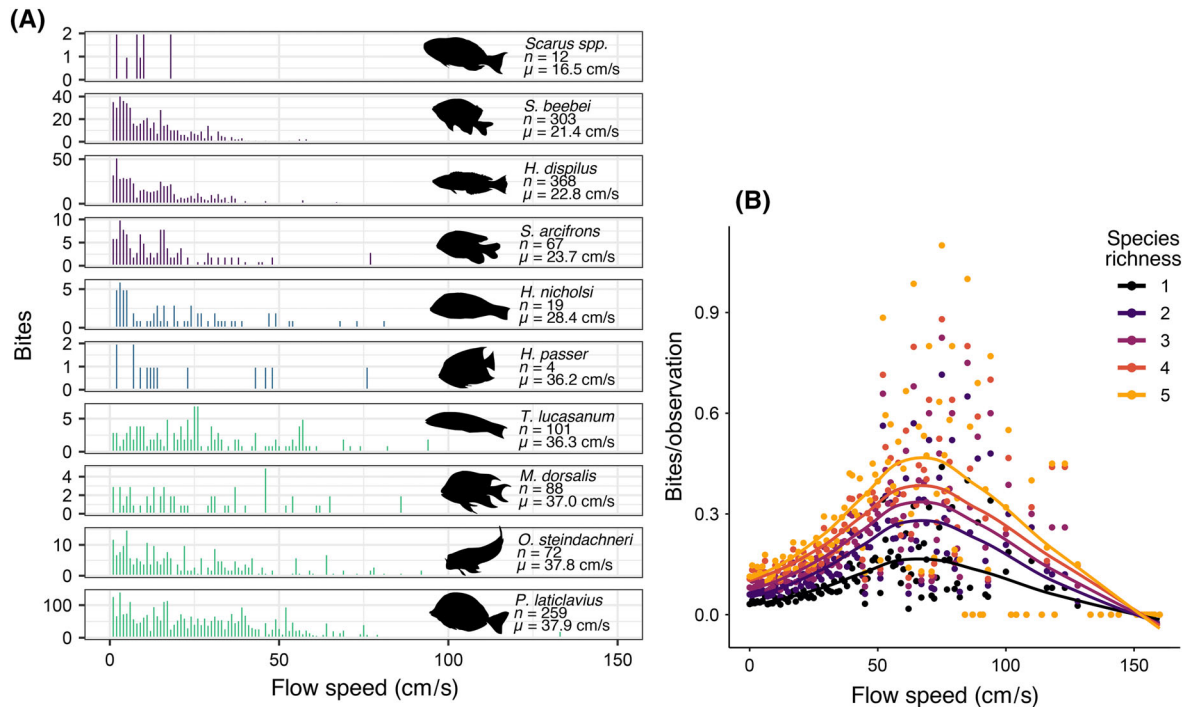 (A)
Bites
2
1
0
Scarus spp.
n = 12
µ = 16.5 cm/s
40
20
0
S. beebei
n = 303
µ = 21.4 cm/s
50
0
H. dispilus
n = 368
µ = 22.8 cm/s
10
5
0
S. arcifrons
n = 67
µ = 23.7 cm/s
5
0
H. nicholsi
n = 19
µ = 28.4 cm/s
2
1
0
H. passer
n = 4
µ = 36.2 cm/s
5
0
T. lucasanum
n = 101
µ = 36.3 cm/s
4
2
0
M. dorsalis
n = 88
µ = 37.0 cm/s
10
0
O. steindachneri
n = 72
µ = 37.8 cm/s
100
0
P. laticlavius
n = 259
µ = 37.9 cm/s
0 50 100 150
Flow speed (cm/s)
(B)
Species
richness
1
2
3
4
5
Bites/observation
0.9
0.6
0.3
0.0
0 50 100 150
Flow speed (cm/s)